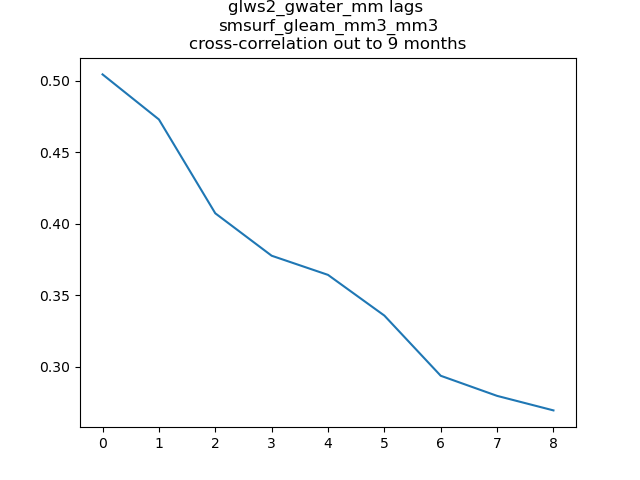 glws2_gwater_mm lags
smsurf_gleam_mm3_mm3
cross-correlation out to 9 months
0.50
0.45
0.40
0.35
0.30
0 1 2 3 4 5 6 7 8